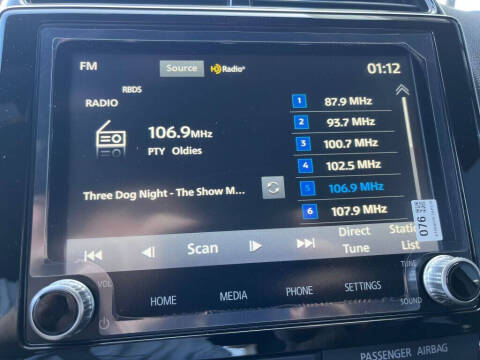 FM
Source
HD Radio
01:12
RBDS
RADIO
106.9MHz
PTY Oldies
Three Dog Night - The Show M...
1 87.9 MHz
2 93.7 MHz
3 100.7 MHz
4 102.5 MHz
5 106.9 MHz
6 107.9 MHz
Scan
Direct Tune
Station List
076
VOL
HOME
MEDIA
PHONE
SETTINGS
TUNE
SOUND
PASSENGER AIRBAG